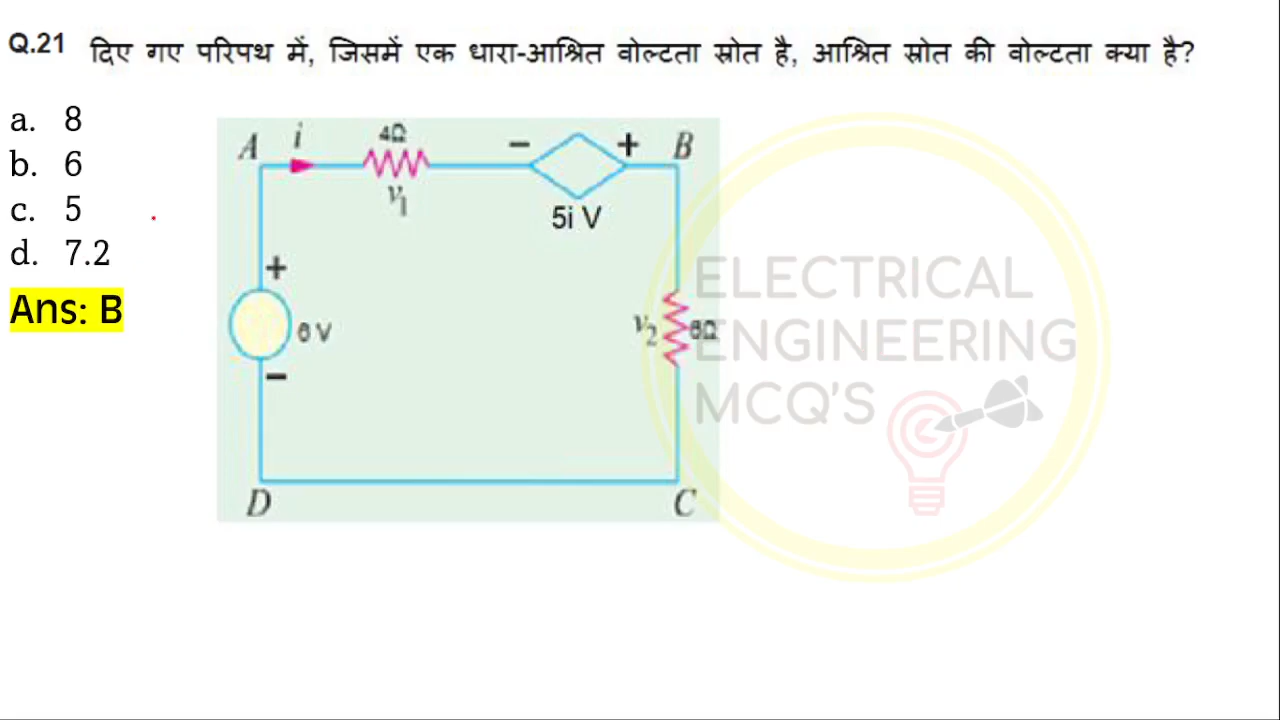 Q.21 दिए गए परिपथ में, जिसमें एक धारा-आश्रित वोल्टता स्रोत है, आश्रित स्रोत की वोल्टता क्या है?
a. 8
b. 6
c. 5
d. 7.2
Ans: B
A i 4Ω - + B
v1
5i V
+
6 V
-
v2 6Ω
D C
ELECTRICAL
ENGINEERING
MCQ'S